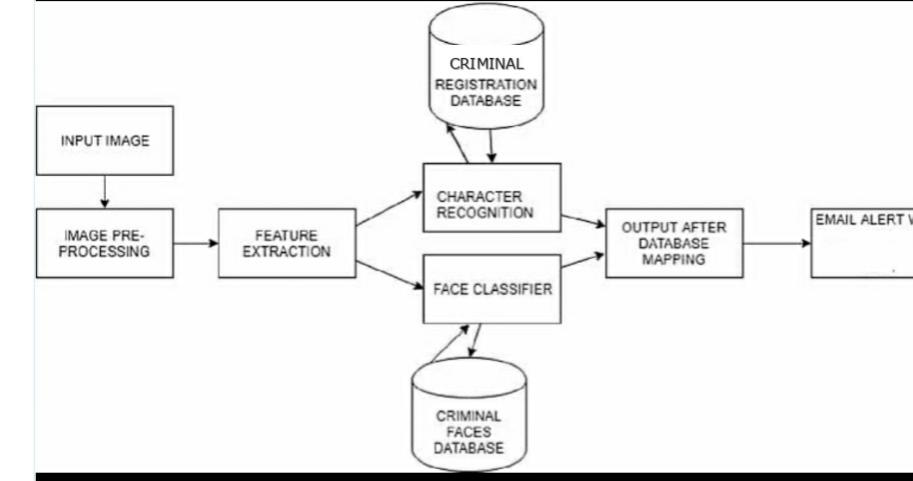 CRIMINAL
REGISTRATION
DATABASE
INPUT IMAGE
IMAGE PRE-
PROCESSING
FEATURE
EXTRACTION
CHARACTER
RECOGNITION
FACE CLASSIFIER
CRIMINAL
FACES
DATABASE
OUTPUT AFTER
DATABASE
MAPPING
EMAIL ALERT